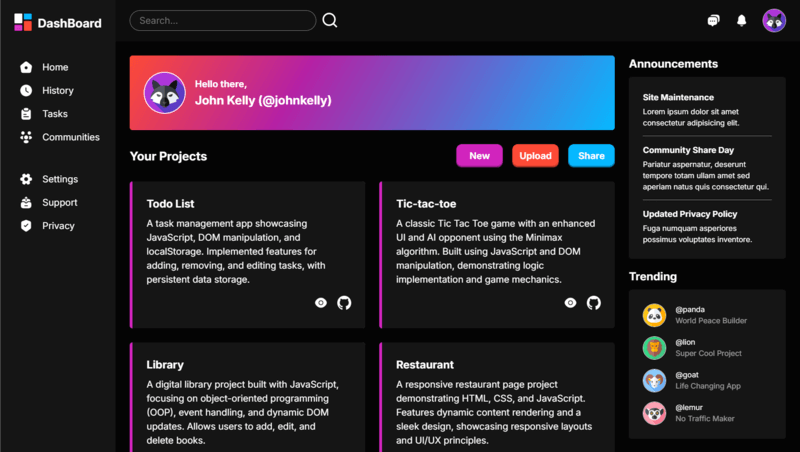 DashBoard
Search...
Home
History
Tasks
Communities
Settings
Support
Privacy
Hello there,
John Kelly (@johnkelly)
Your Projects
New
Upload
Share
Todo List
A task management app showcasing
JavaScript, DOM manipulation, and
localStorage. Implemented features for
adding, removing, and editing tasks, with
persistent data storage.
Tic-tac-toe
A classic Tic Tac Toe game with an enhanced
UI and AI opponent using the Minimax
algorithm. Built using JavaScript and DOM
manipulation, demonstrating logic
implementation and game mechanics.
Library
A digital library project built with JavaScript,
focusing on object-oriented programming
(OOP), event handling, and dynamic DOM
updates. Allows users to add, edit, and
delete books.
Restaurant
A responsive restaurant page project
demonstrating HTML, CSS, and JavaScript.
Features dynamic content rendering and a
sleek design, showcasing responsive layouts
and UI/UX principles.
Announcements
Site Maintenance
Lorem ipsum dolor sit amet
consectetur adipisicing elit.
Community Share Day
Pariatur aspernatur, deserunt
tempore totam ullam amet sed
aperiam natus quis consectetur qui.
Updated Privacy Policy
Fuga numquam asperiores
possimus voluptates inventore.
Trending
@panda
World Peace Builder
@lion
Super Cool Project
@goat
Life Changing App
@lemur
No Traffic Maker